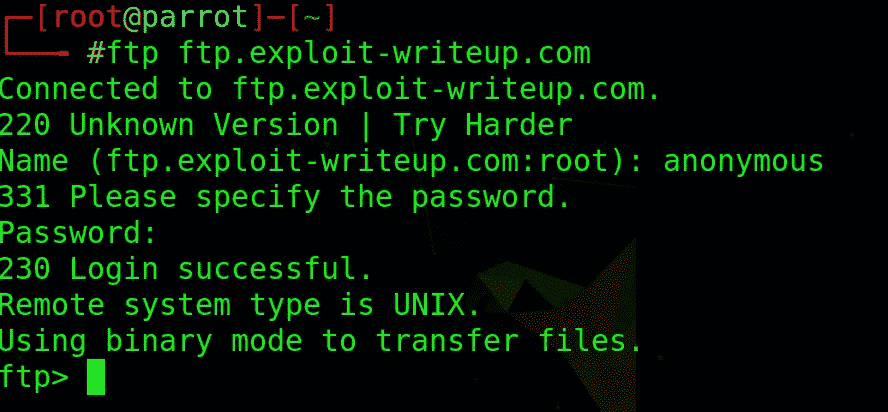 ┌─[root@parrot]─[~]
└──╼ #ftp ftp.exploit-writeup.com
Connected to ftp.exploit-writeup.com.
220 Unknown Version | Try Harder
Name (ftp.exploit-writeup.com:root): anonymous
331 Please specify the password.
Password:
230 Login successful.
Remote system type is UNIX.
Using binary mode to transfer files.
ftp>